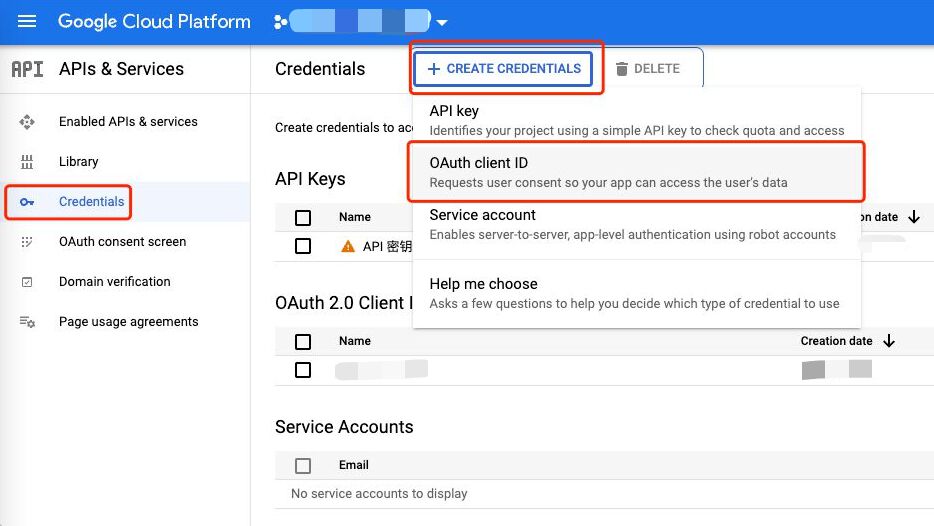 Google Cloud Platform
API APIs & Services
Credentials
+ CREATE CREDENTIALS
DELETE
Enabled APIs & services
Library
Credentials
OAuth consent screen
Domain verification
Page usage agreements
Create credentials to
API key
Identifies your project using a simple API key to check quota and access
OAuth client ID
Requests user consent so your app can access the user's data
Service account
Enables server-to-server, app-level authentication using robot accounts
Help me choose
Asks a few questions to help you decide which type of credential to use
API Keys
Name
date
API 密钥
OAuth 2.0 Client
Name
Creation date
Service Accounts
Email
No service accounts to display